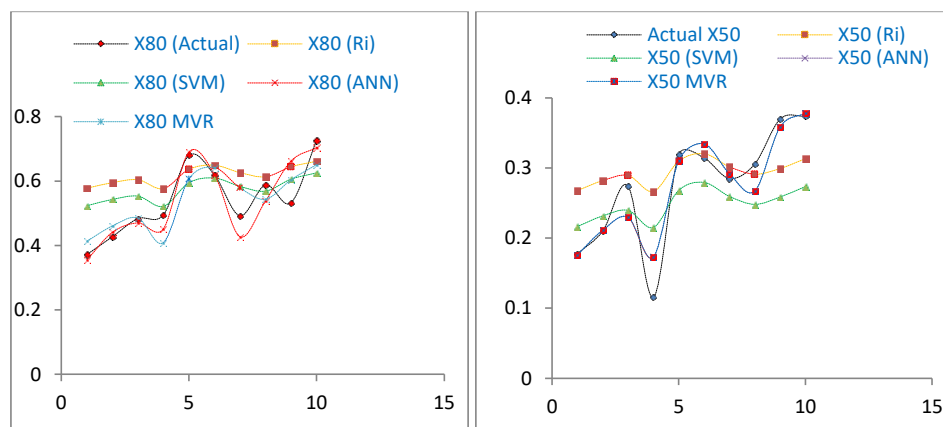 X80 (Actual) X80 (Ri)
X80 (SVM) X80 (ANN)
X80 MVR
0.8
0.6
0.4
0.2
0
0 5 10 15
Actual X50 X50 (Ri)
X50 (SVM) X50 (ANN)
X50 MVR
0.4
0.3
0.2
0.1
0
0 5 10 15